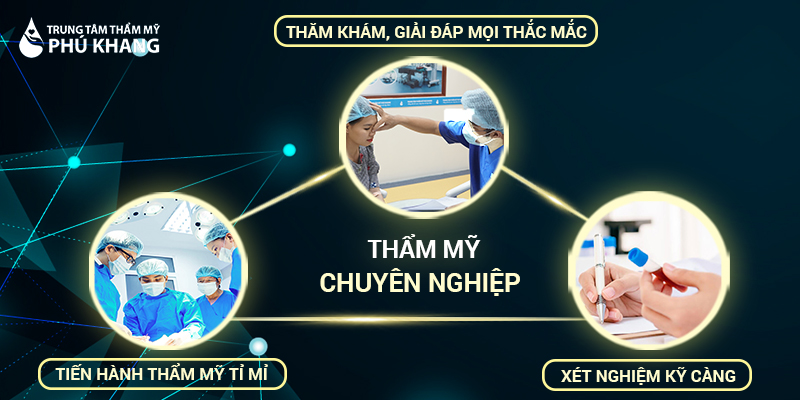 TRUNG TÂM THẨM MỸ
PHÚ KHANG
THĂM KHÁM, GIẢI ĐÁP MỌI THẮC MẮC
THẨM MỸ
CHUYÊN NGHIỆP
TIẾN HÀNH THẨM MỸ TỈ MỈ
XÉT NGHIỆM KỸ CÀNG